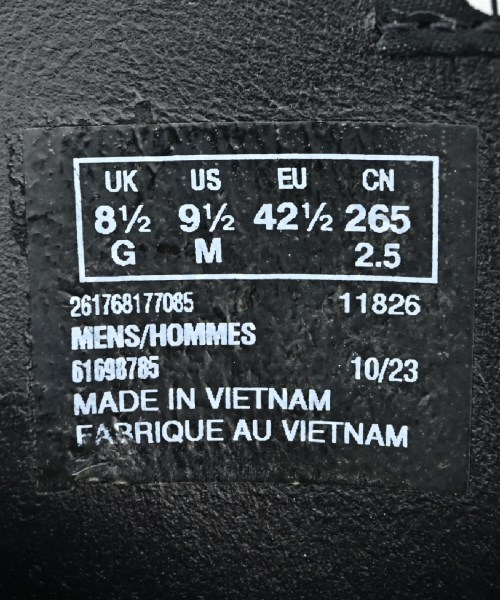 UK US EU CN
8½ 9½ 42½ 265
G M 2.5
261768177085 11826
MENS/HOMMES
61698785 10/23
MADE IN VIETNAM
FABRIQUE AU VIETNAM